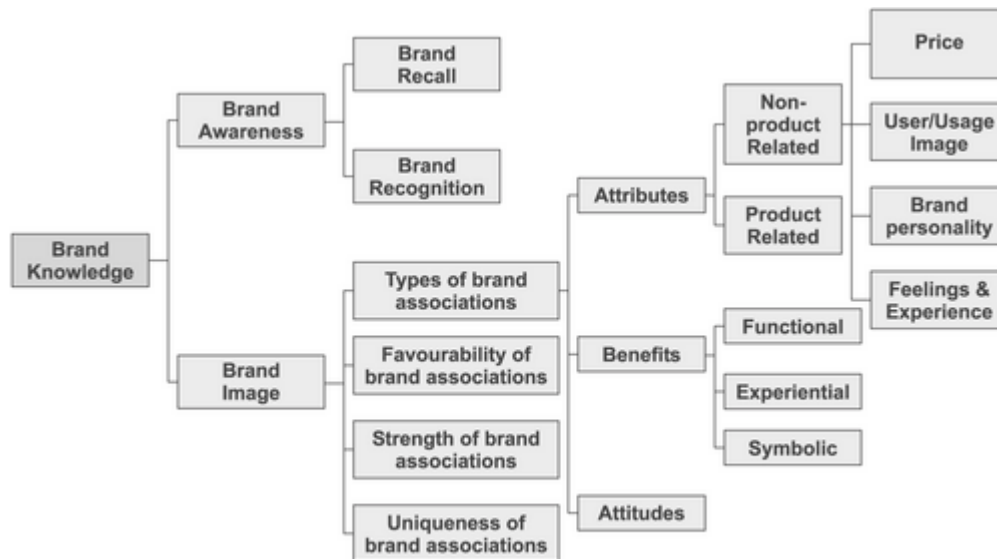 Brand
Knowledge
Brand
Awareness
Brand
Image
Brand
Recall
Brand
Recognition
Types of brand
associations
Favourability of
brand associations
Strength of brand
associations
Uniqueness of
brand associations
Attributes
Benefits
Attitudes
Non-
product
Related
Product
Related
Functional
Experiential
Symbolic
Price
User/Usage
Image
Brand
personality
Feelings &
Experience